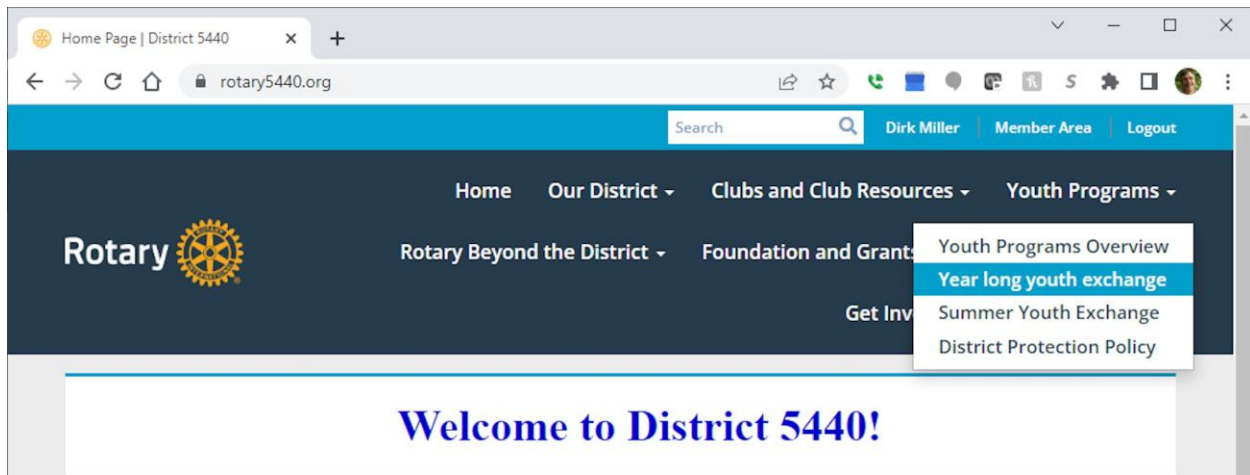 Home Page | District 5440
rotary5440.org
Search
Dirk Miller
Member Area
Logout
Home
Our District
Clubs and Club Resources
Youth Programs
Rotary
Rotary Beyond the District
Foundation and Grants
Get Inv
Youth Programs Overview
Year long youth exchange
Summer Youth Exchange
District Protection Policy
Welcome to District 5440!